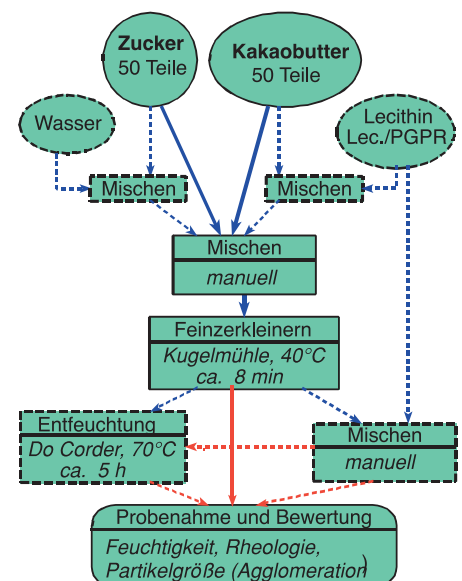 Zucker
50 Teile
Kakaobutter
50 Teile
Wasser
Lecithin
Lec./PGPR
Mischen
Mischen
Mischen
manuell
Feinzerkleinern
Kugelmühle, 40°C
ca. 8 min
Entfeuchtung
Do Corder, 70°C
ca. 5 h
Mischen
manuell
Probenahme und Bewertung
Feuchtigkeit, Rheologie,
Partikelgröße (Agglomeration)